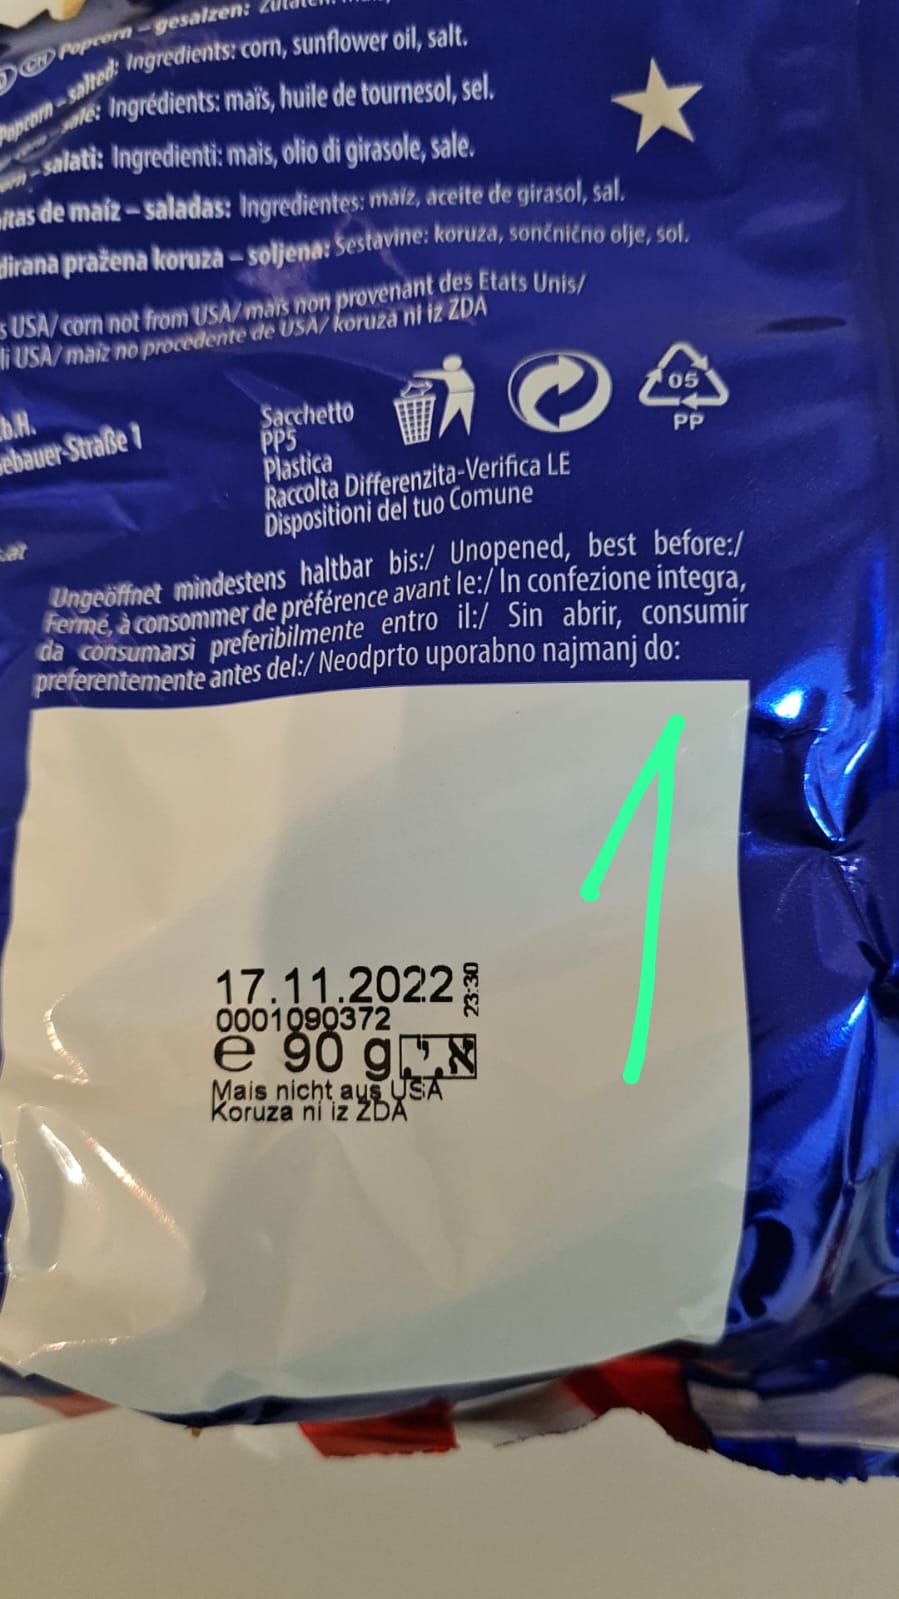 CH Popcorn – gesalzen:
Popcorn – salted: Ingredients: corn, sunflower oil, salt.
Ingrédients: maïs, huile de tournesol, sel.
salati: Ingredienti: mais, olio di girasole, sale.
de maíz – saladas: Ingredientes: maíz, aceite de girasol, sal.
pražena koruza – soljena: Sestavine: koruza, sončnično olje, sol.
USA/ corn not from USA/ maïs non provenant des Etats Unis/
USA/ maiz no procedente de USA/ koruza ni iz ZDA
05
PP
b.H.
ebauer-Straße 1
.at
Sacchetto
PP5
Plastica
Raccolta Differenzita-Verifica LE
Dispositioni del tuo Comune
Ungeöffnet mindestens haltbar bis:/ Unopened, best before:/
Fermé, à consommer de préférence avant le:/ In confezione integra,
da consumarsi preferibilmente entro il:/ Sin abrir, consumir
preferentemente antes del:/ Neodprto uporabno najmanj do:
1
17.11.2022 23:30
0001090372
e 90 g א.י.
Mais nicht aus USA
Koruza ni iz ZDA